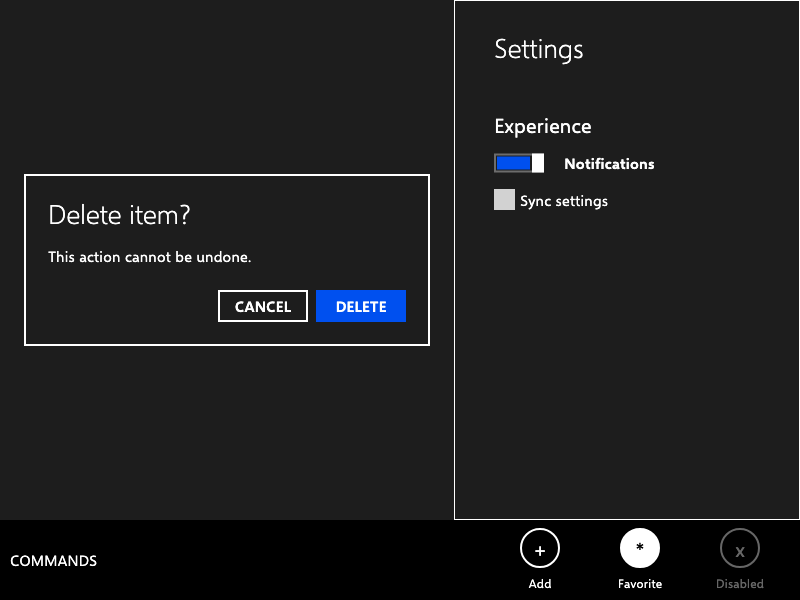 Settings
Experience
Notifications
Sync settings
Delete item?
This action cannot be undone.
CANCEL
DELETE
COMMANDS
+
*
x
Add
Favorite
Disabled